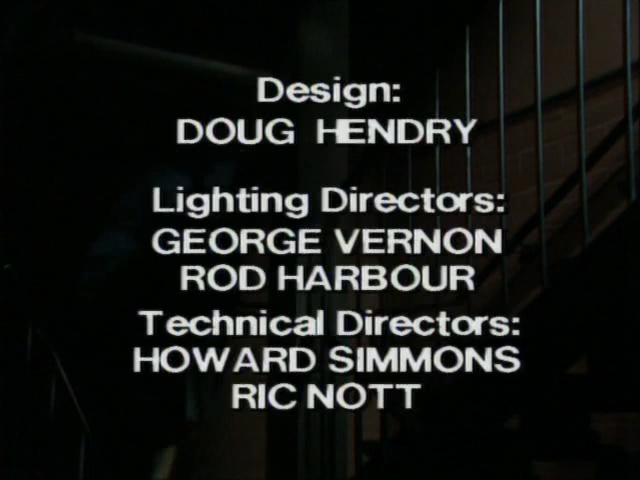 Design:
DOUG HENDRY
Lighting Directors:
GEORGE VERNON
ROD HARBOUR
Technical Directors:
HOWARD SIMMONS
RIC NOTT